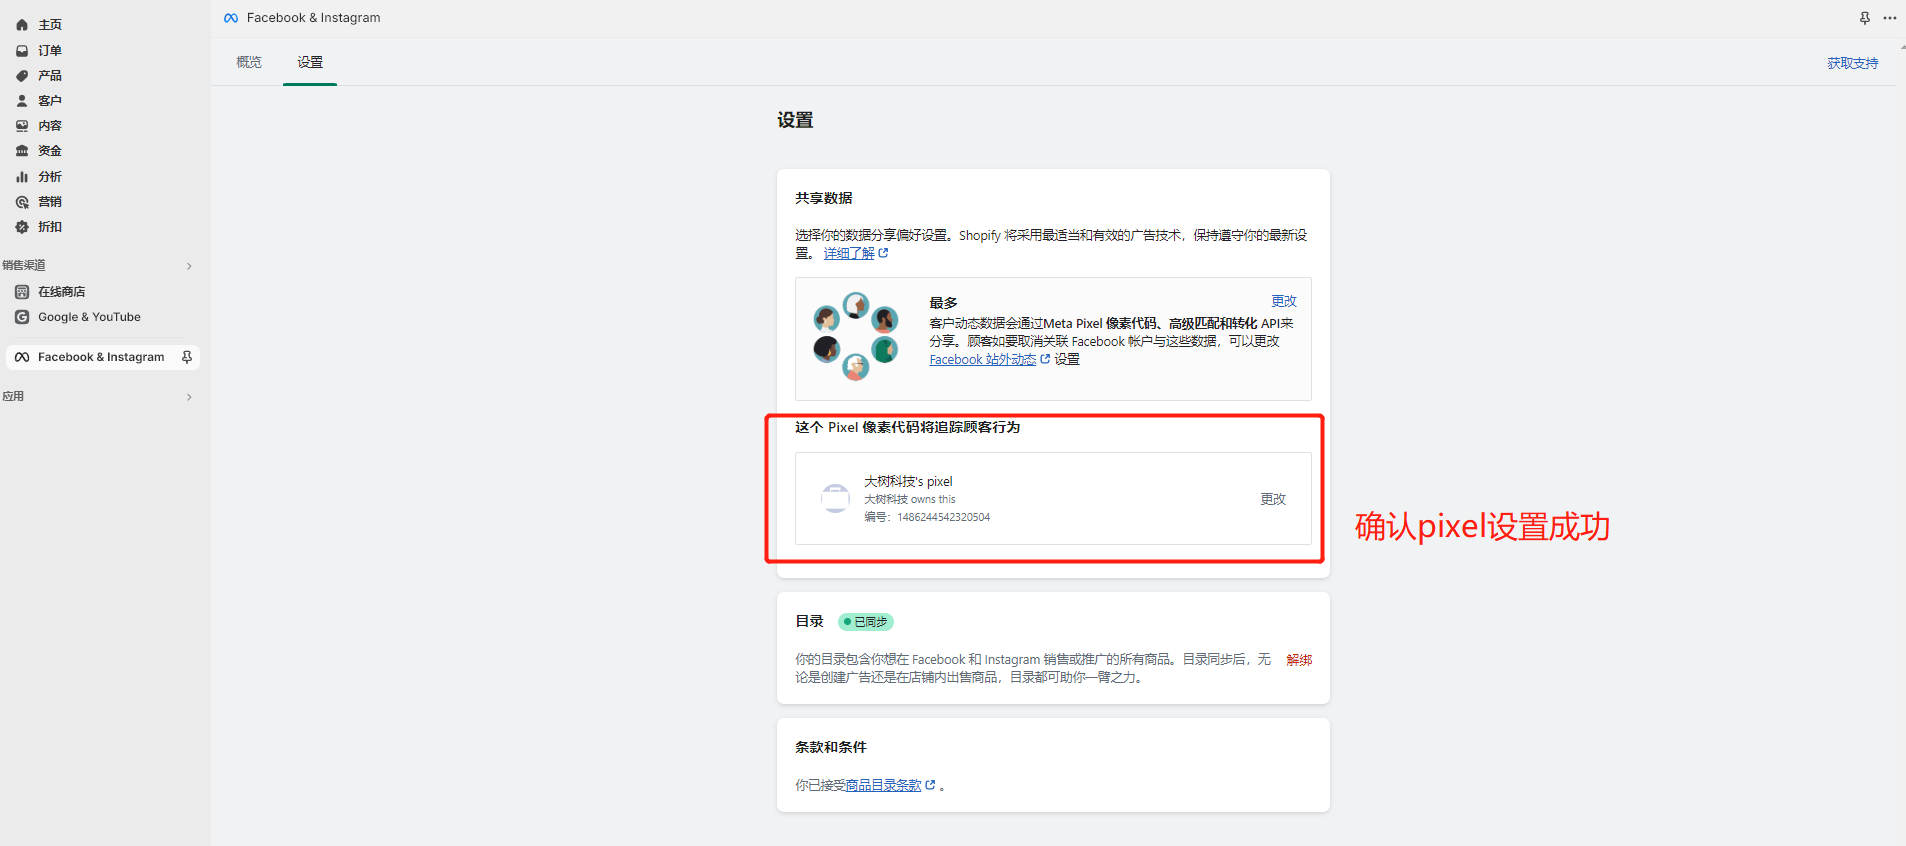 主页
订单
产品
客户
内容
资金
分析
营销
折扣
销售渠道
在线商店
Google & YouTube
Facebook & Instagram
应用
Facebook & Instagram
概览
设置
获取支持
设置
共享数据
选择你的数据分享偏好设置。Shopify 将采用最适当和有效的广告技术，保持遵守你的最新设
置。 详细了解
最多
更改
客户动态数据会通过Meta Pixel 像素代码、高级匹配和转化 API来
分享。顾客如要取消关联 Facebook 帐户与这些数据，可以更改
Facebook 站外动态 设置
这个 Pixel 像素代码将追踪顾客行为
大树科技's pixel
大树科技 owns this
编号：1486244542320504
更改
确认pixel设置成功
目录
已同步
你的目录包含你想在 Facebook 和 Instagram 销售或推广的所有商品。目录同步后，无
论是创建广告还是在店铺内出售商品，目录都可助你一臂之力。
解绑
条款和条件
你已接受商品目录条款 。